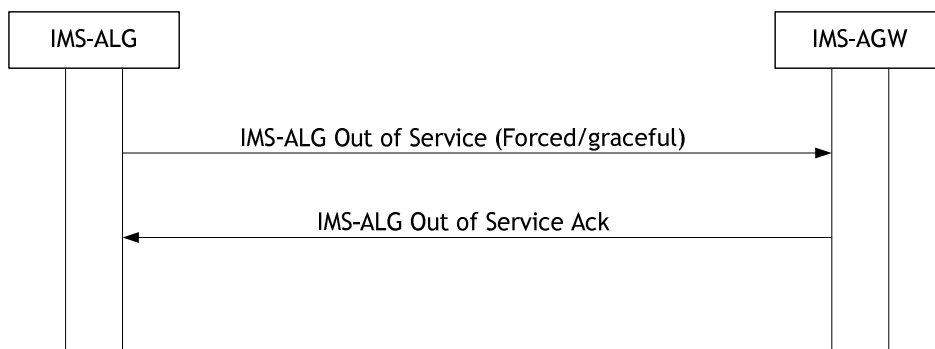 IMS-ALG
IMS-AGW
IMS-ALG Out of Service (Forced/graceful)
IMS-ALG Out of Service Ack